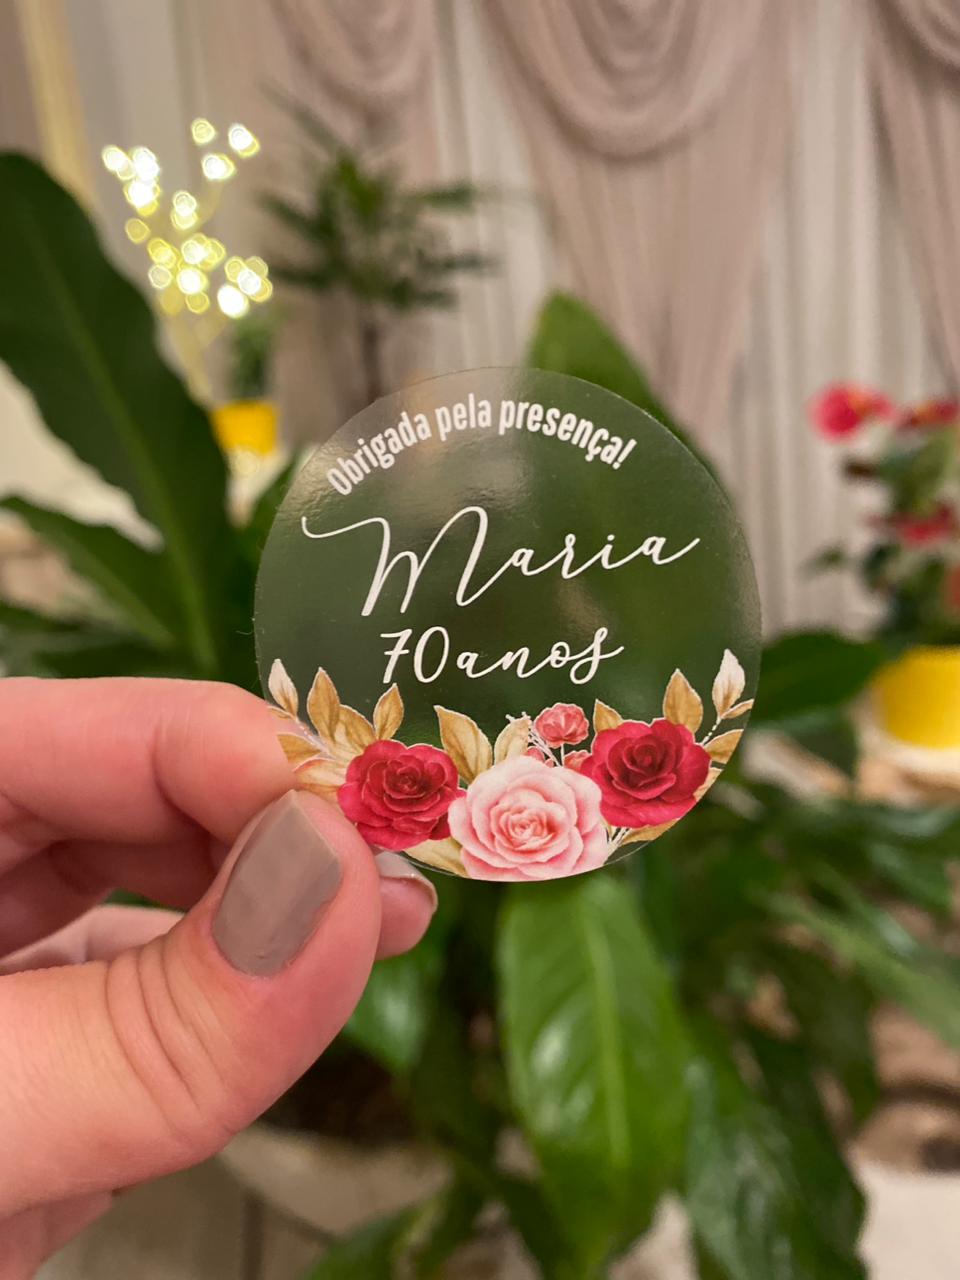 Obrigada pela presença!
Maria
70 anos